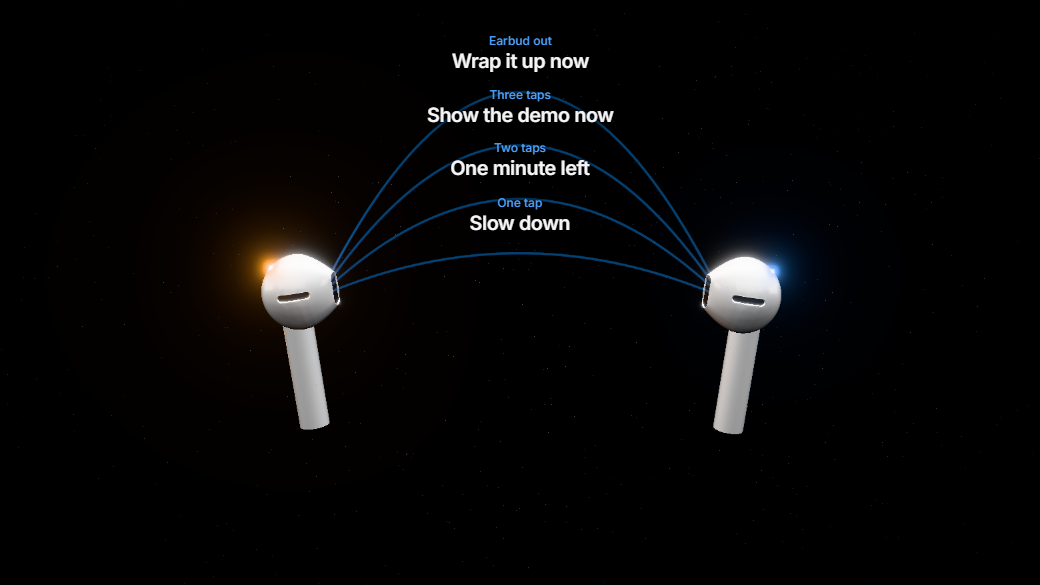 Earbud out
Wrap it up now
Three taps
Show the demo now
Two taps
One minute left
One tap
Slow down